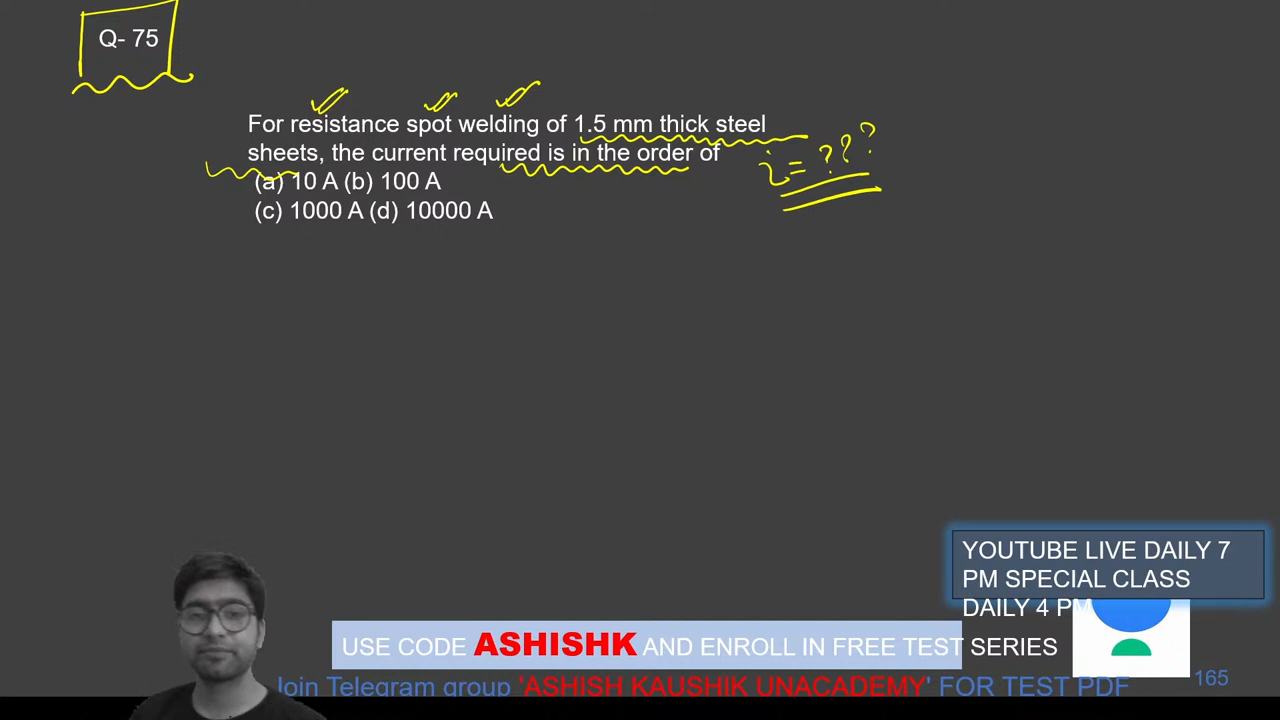 Q- 75
For resistance spot welding of 1.5 mm thick steel
sheets, the current required is in the order of
i = ???
(a) 10 A (b) 100 A
(c) 1000 A (d) 10000 A
YOUTUBE LIVE DAILY 7
PM SPECIAL CLASS
DAILY 4 PM
USE CODE ASHISHK AND ENROLL IN FREE TEST SERIES
Join Telegram group 'ASHISH KAUSHIK UNACADEMY' FOR TEST PDF
165